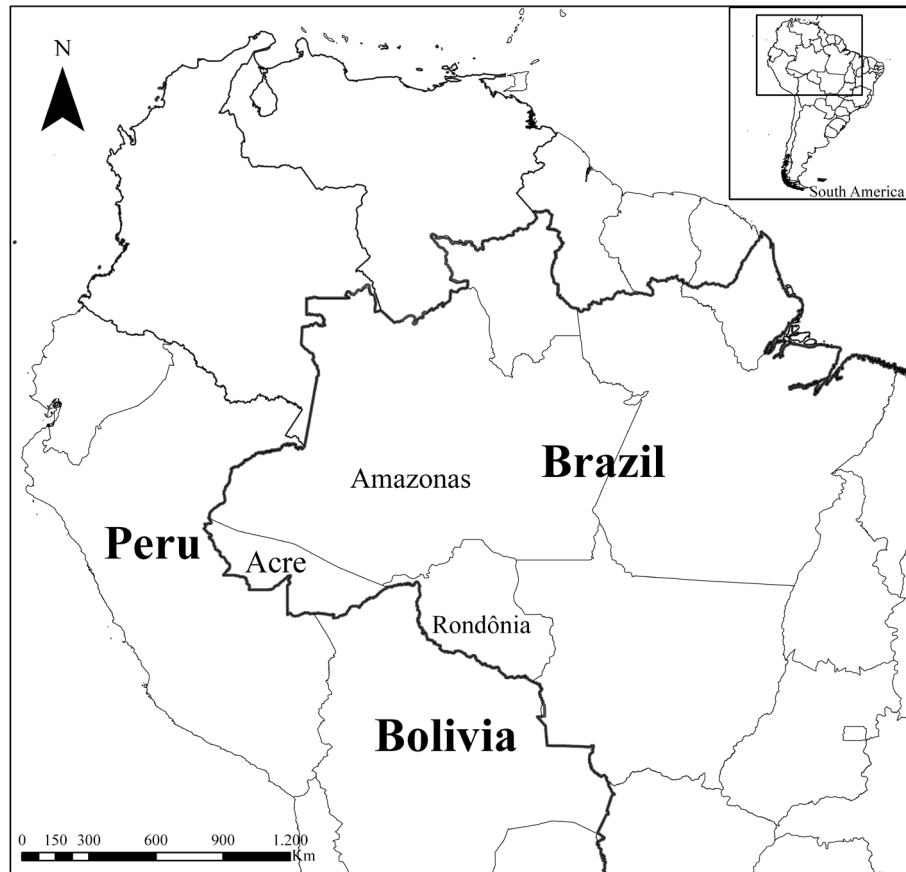 N
South America
Amazonas
Brazil
Peru
Acre
Rondônia
Bolivia
0 150 300 600 900 1.200
Km